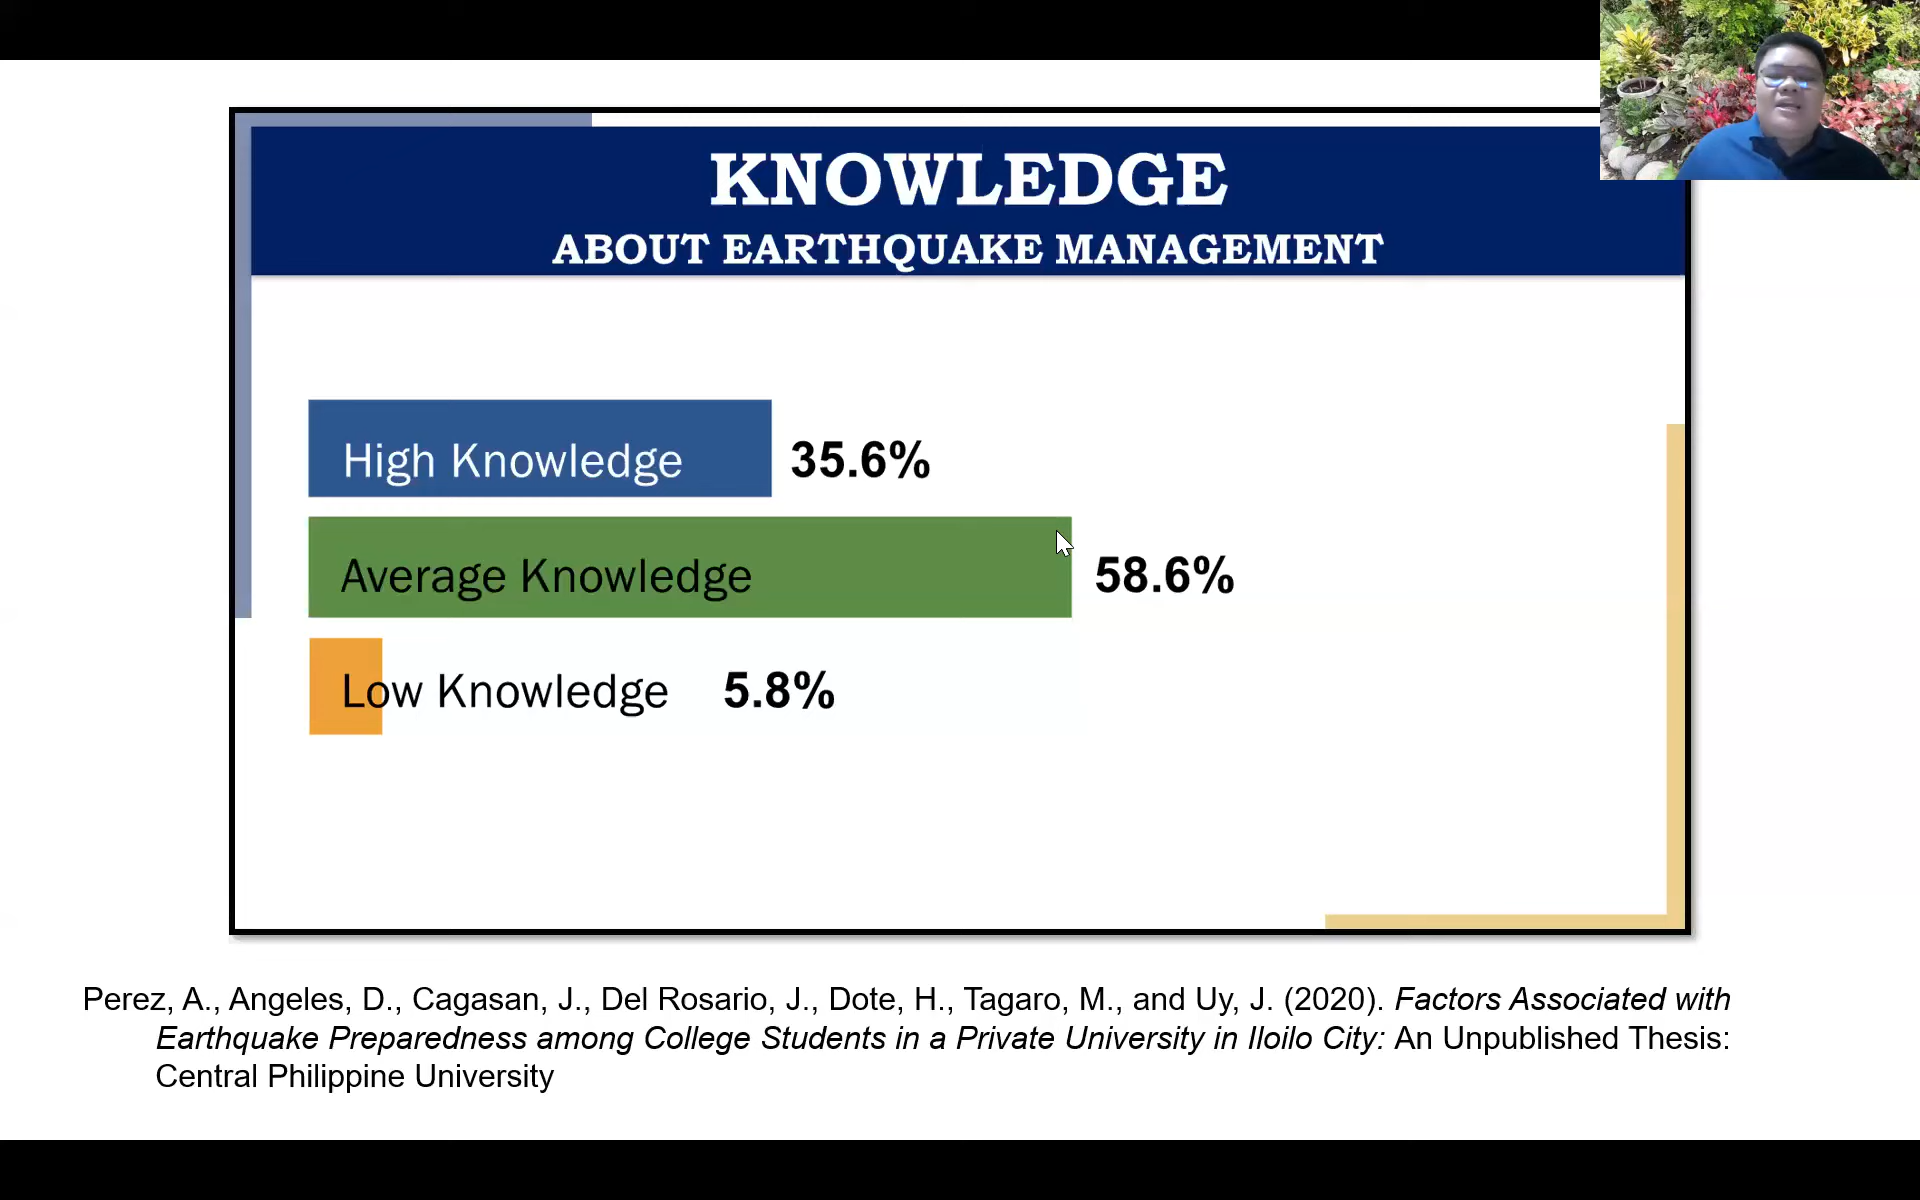 KNOWLEDGE
ABOUT EARTHQUAKE MANAGEMENT
High Knowledge 35.6%
Average Knowledge 58.6%
Low Knowledge 5.8%
Perez, A., Angeles, D., Cagasan, J., Del Rosario, J., Dote, H., Tagaro, M., and Uy, J. (2020). Factors Associated with
Earthquake Preparedness among College Students in a Private University in Iloilo City: An Unpublished Thesis:
Central Philippine University